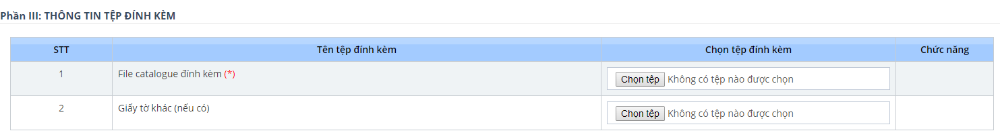 Phần III: THÔNG TIN TỆP ĐÍNH KÈM
STT Tên tệp đính kèm Chọn tệp đính kèm Chức năng
1 File catalogue đính kèm (*) Chọn tệp Không có tệp nào được chọn
2 Giấy tờ khác (nếu có) Chọn tệp Không có tệp nào được chọn